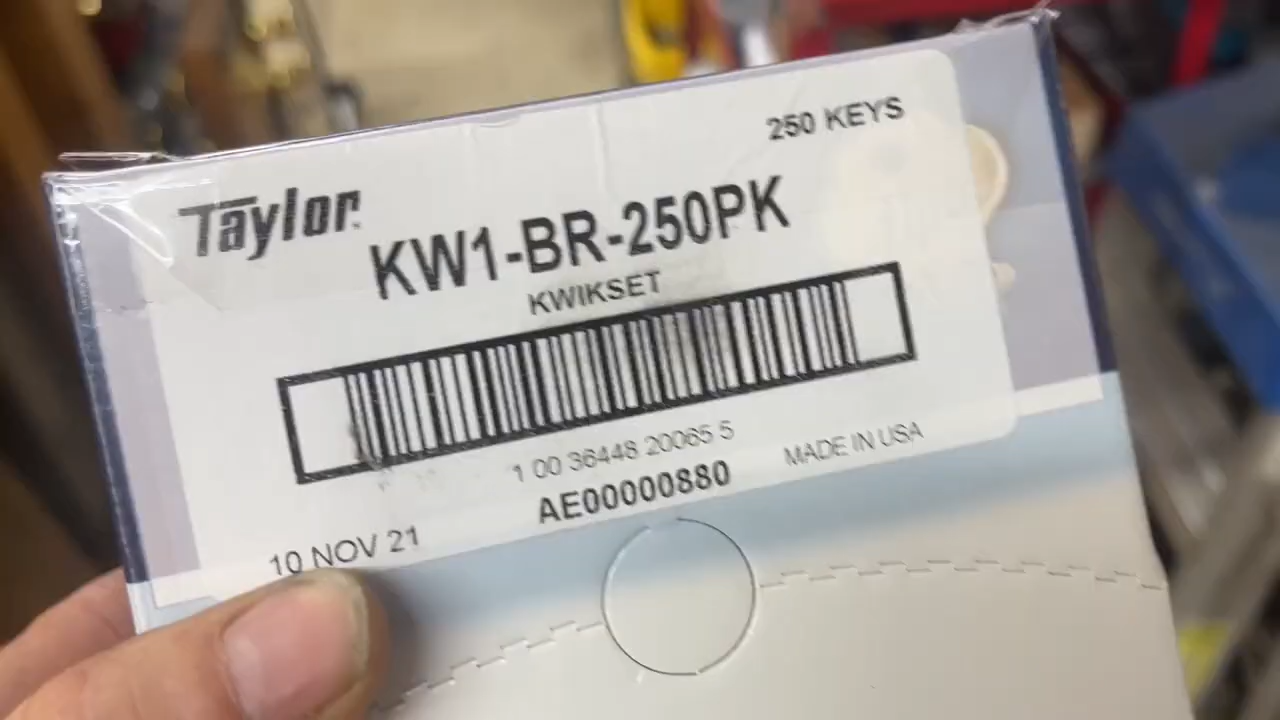 250 KEYS
Taylor
KW1-BR-250PK
KWIKSET
1 00 36448 20065 5
MADE IN USA
AE00000880
10 NOV 21